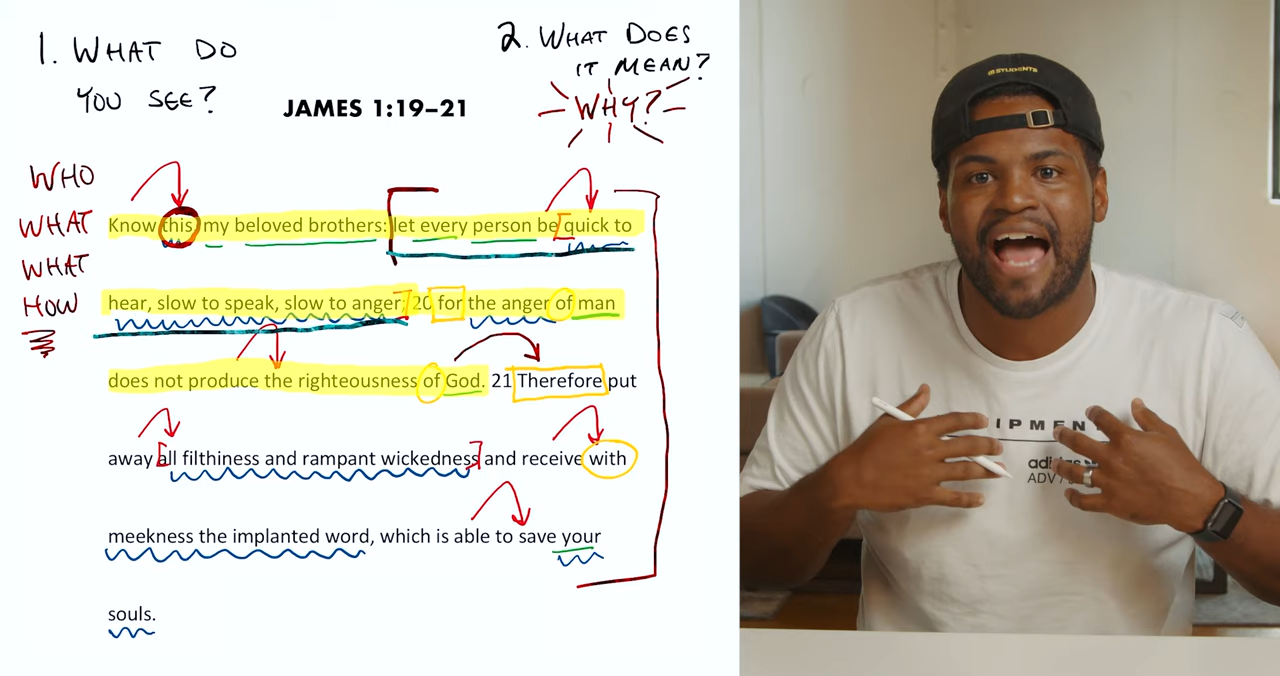 1. WHAT DO
YOU SEE?
2. WHAT DOES
IT MEAN?
WHY?
JAMES 1:19–21
WHO
WHAT
WHAT
HOW
Know this my beloved brothers: let every person be quick to
hear, slow to speak, slow to anger; 20 for the anger of man
does not produce the righteousness of God. 21 Therefore put
away all filthiness and rampant wickedness and receive with
meekness the implanted word, which is able to save your
souls.
STUDENTS
IPMEN
adidas
ADV /